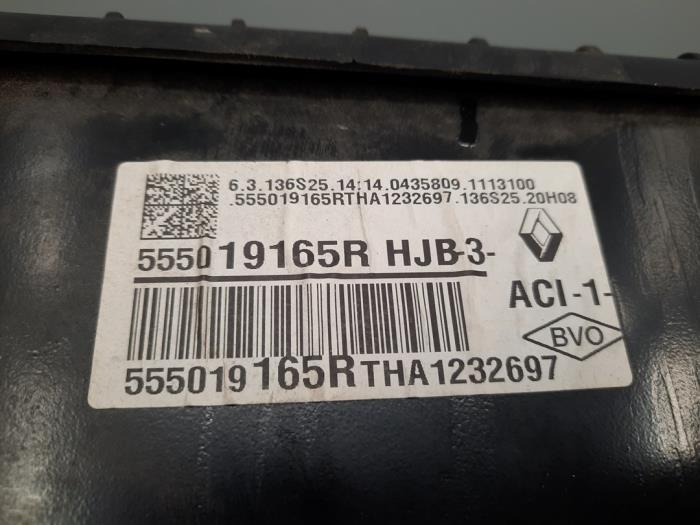 6.3.136S25.14:14.0435809.1113100
.555019165RTHA1232697.136S25.20H08
555019165R HJB-3-
ACI-1-
BVO
555019165RTHA1232697